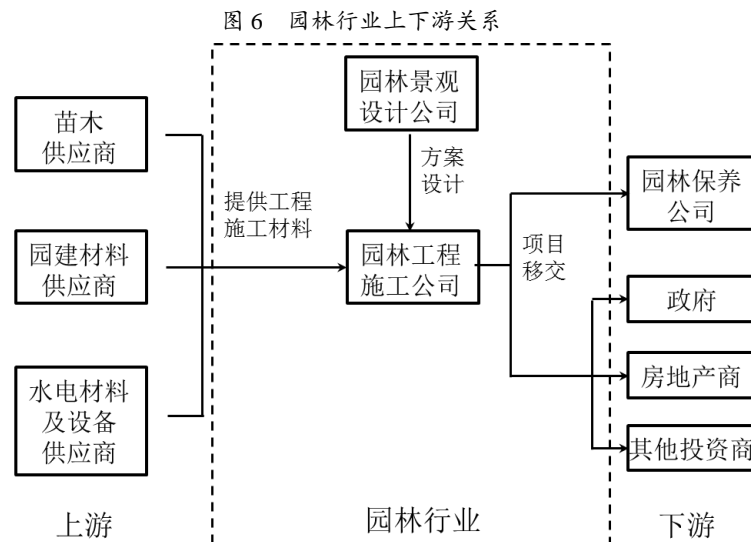 图 6 园林行业上下游关系
苗木
供应商
园建材料
供应商
水电材料
及设备
供应商
上游
提供工程
施工材料
园林景观
设计公司
方案
设计
园林工程
施工公司
项目
移交
园林行业
园林保养
公司
政府
房地产商
其他投资商
下游